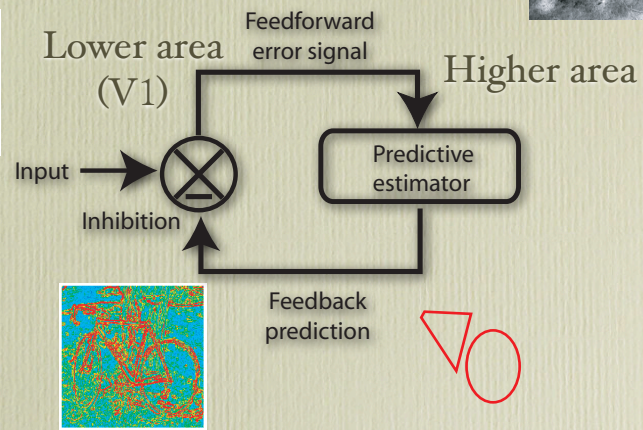 Feedforward
error signal
Lower area
(V1)
Higher area
Predictive
estimator
Input
Inhibition
Feedback
prediction